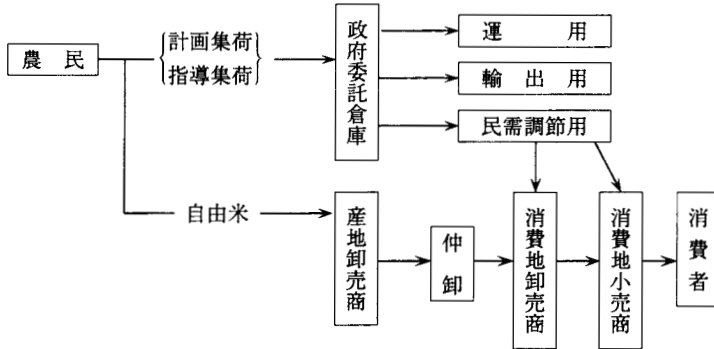 農民
計画集荷
指導集荷
政府委託倉庫
運用
輸出用
民需調節用
自由米
産地卸売商
仲卸
消費地卸売商
消費地小売商
消費者